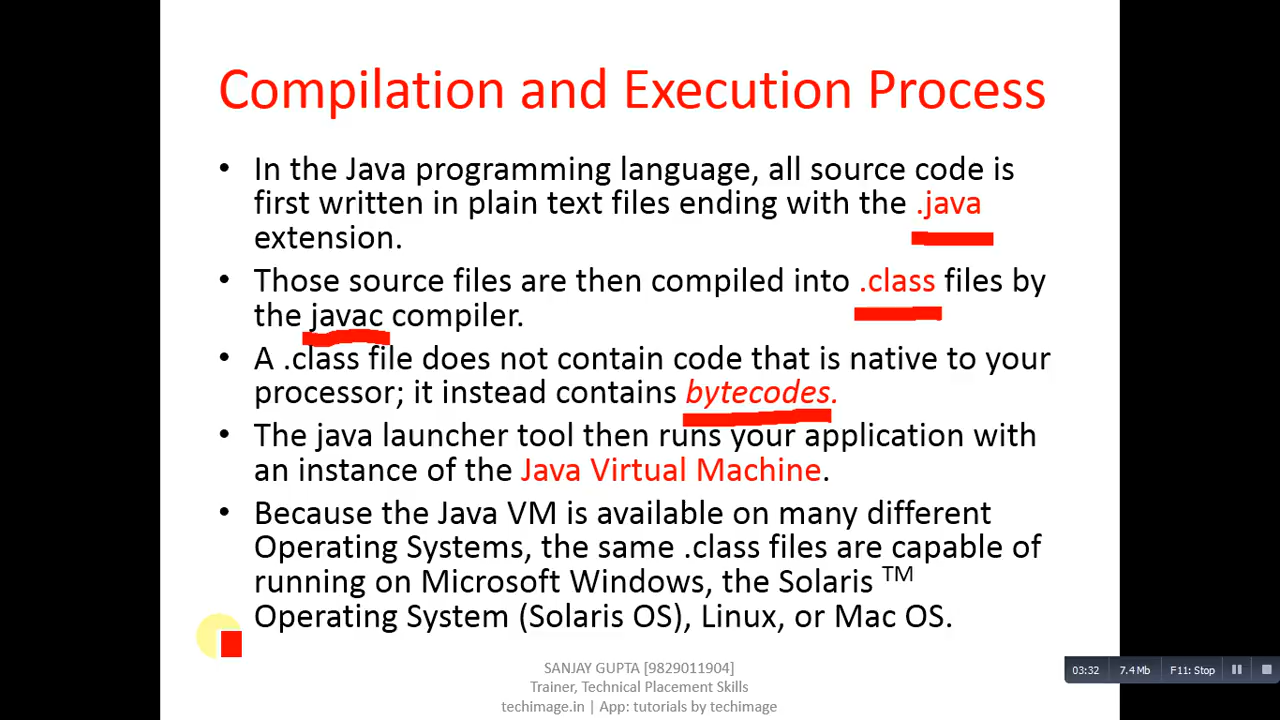 Compilation and Execution Process
• In the Java programming language, all source code is
first written in plain text files ending with the .java
extension.
• Those source files are then compiled into .class files by
the javac compiler.
• A .class file does not contain code that is native to your
processor; it instead contains bytecodes.
• The java launcher tool then runs your application with
an instance of the Java Virtual Machine.
• Because the Java VM is available on many different
Operating Systems, the same .class files are capable of
running on Microsoft Windows, the Solaris TM
Operating System (Solaris OS), Linux, or Mac OS.
SANJAY GUPTA [9829011904]
Trainer, Technical Placement Skills
techimage.in | App: tutorials by techimage
03:32 7.4 Mb F11: Stop